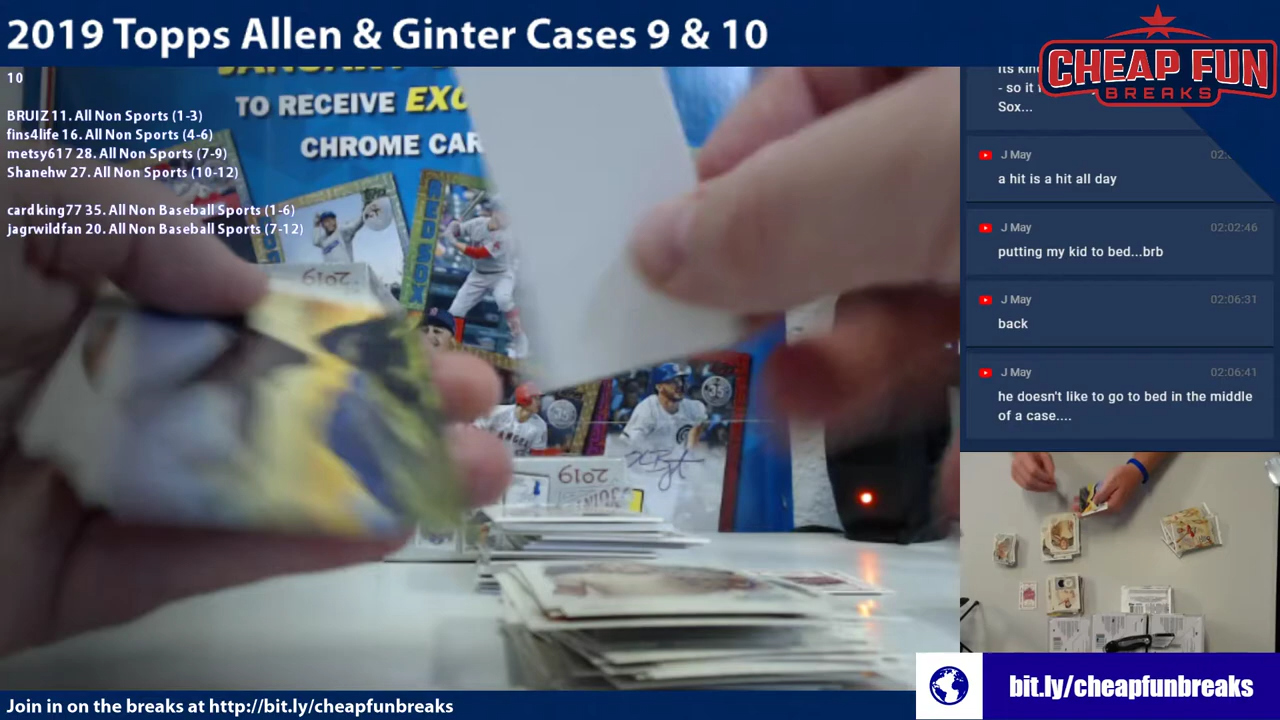 2019 Topps Allen & Ginter Cases 9 & 10
CHEAP FUN
BREAKS
10
BRUIZ 11. All Non Sports (1-3)
fins4life 16. All Non Sports (4-6)
metsy617 28. All Non Sports (7-9)
Shanehw 27. All Non Sports (10-12)
cardking77 35. All Non Baseball Sports (1-6)
jagrwildfan 20. All Non Baseball Sports (7-12)
TO RECEIVE
CHROME CAR
RED SOX
2019
2019
- so it
Sox...
J May
a hit is a hit all day
J May 02:02:46
putting my kid to bed...brb
J May 02:06:31
back
J May 02:06:41
he doesn't like to go to bed in the middle
of a case....
Join in on the breaks at http://bit.ly/cheapfunbreaks
bit.ly/cheapfunbreaks